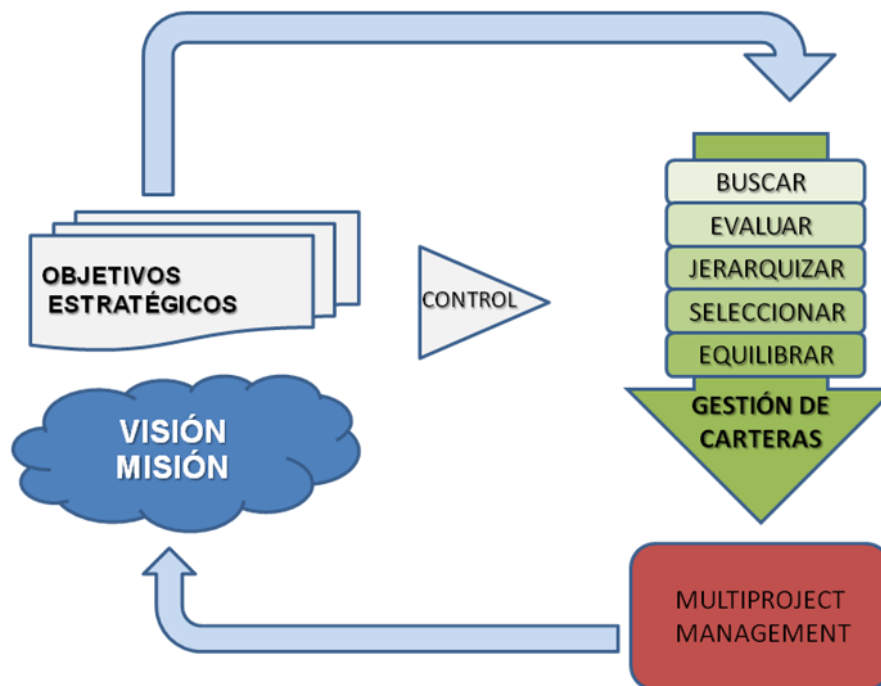 OBJETIVOS
ESTRATÉGICOS
VISIÓN
MISIÓN
CONTROL
BUSCAR
EVALUAR
JERARQUIZAR
SELECCIONAR
EQUILIBRAR
GESTIÓN DE
CARTERAS
MULTIPROJECT
MANAGEMENT